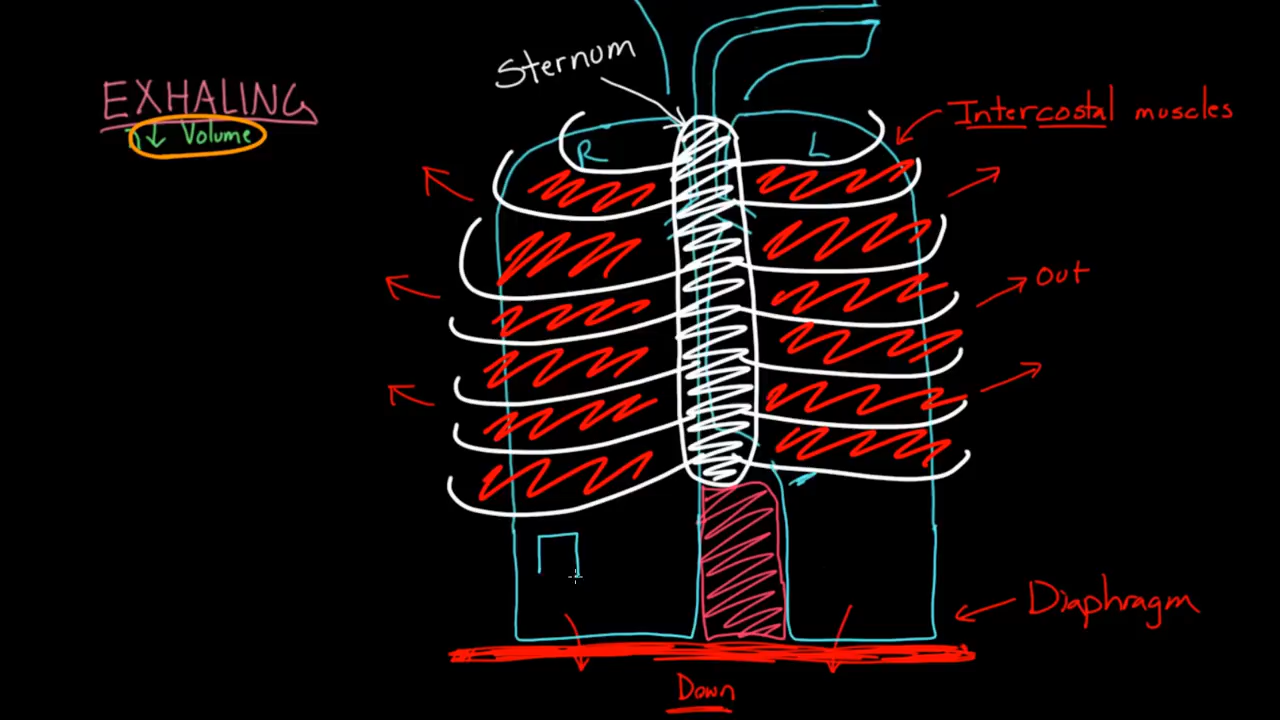 Sternum
EXHALING
↓ Volume
Intercostal muscles
R
L
Out
Diaphragm
Down